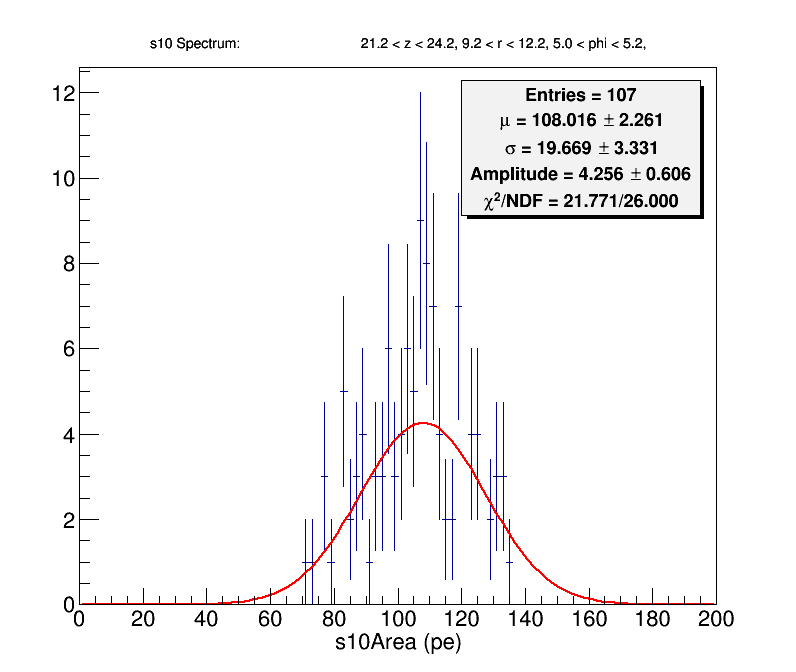 s10 Spectrum: 21.2 < z < 24.2, 9.2 < r < 12.2, 5.0 < phi < 5.2,
Entries = 107
μ = 108.016 ± 2.261
σ = 19.669 ± 3.331
Amplitude = 4.256 ± 0.606
χ²/NDF = 21.771/26.000
12
10
8
6
4
2
0
0 20 40 60 80 100 120 140 160 180 200
s10Area (pe)